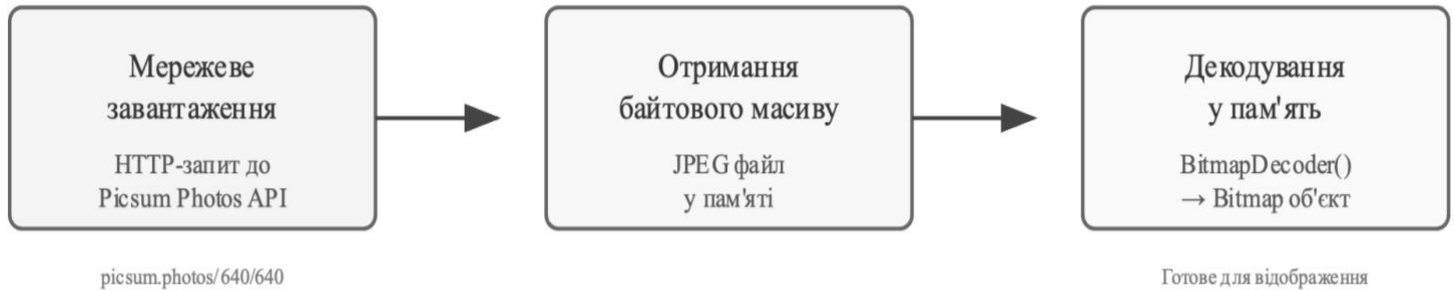 Мережеве
завантаження
HTTP-запит до
Picsum Photos API
picsum.photos/640/640
Отримання
байтового масиву
JPEG файл
у пам'яті
Декодування
у пам'ять
BitmapDecoder()
→ Bitmap об'єкт
Готове для відображення